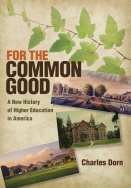 FOR THE
COMMON
GOOD
A New History
of Higher Education
in America
Charles Dorn